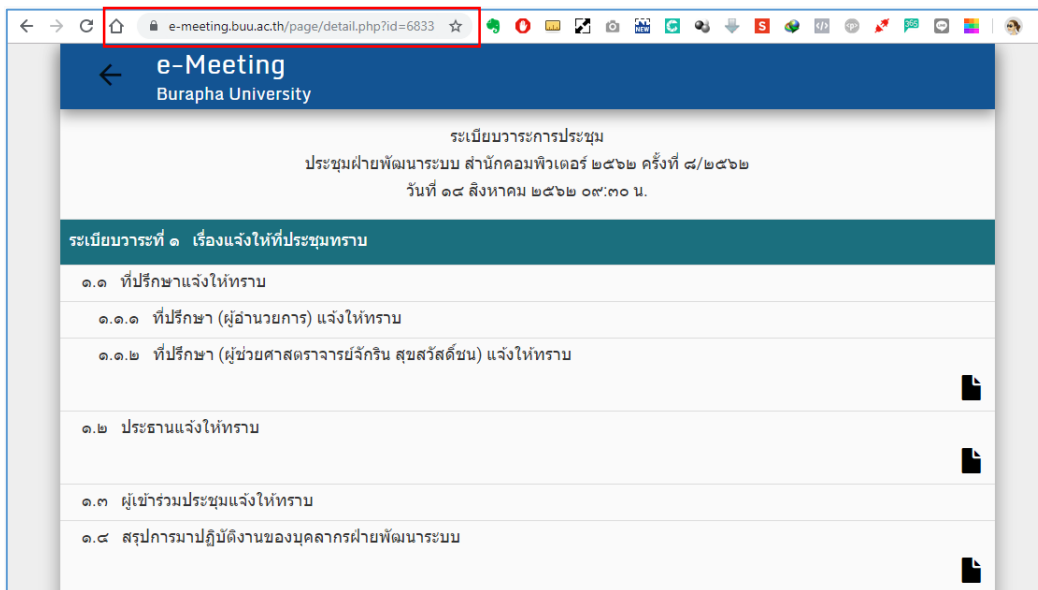 e-meeting.buu.ac.th/page/detail.php?id=6833
e-Meeting
Burapha University
ระเบียบวาระการประชุม
ประชุมฝ่ายพัฒนาระบบ สำนักคอมพิวเตอร์ ๒๕๖๒ ครั้งที่ ๘/๒๕๖๒
วันที่ ๑๔ สิงหาคม ๒๕๖๒ ๐๙:๓๐ น.
ระเบียบวาระที่ ๑ เรื่องแจ้งให้ที่ประชุมทราบ
๑.๑ ที่ปรึกษาแจ้งให้ทราบ
๑.๑.๑ ที่ปรึกษา (ผู้อำนวยการ) แจ้งให้ทราบ
๑.๑.๒ ที่ปรึกษา (ผู้ช่วยศาสตราจารย์จักริน สุขสวัสดิ์ชน) แจ้งให้ทราบ
๑.๒ ประธานแจ้งให้ทราบ
๑.๓ ผู้เข้าร่วมประชุมแจ้งให้ทราบ
๑.๔ สรุปการมาปฏิบัติงานของบุคลากรฝ่ายพัฒนาระบบ